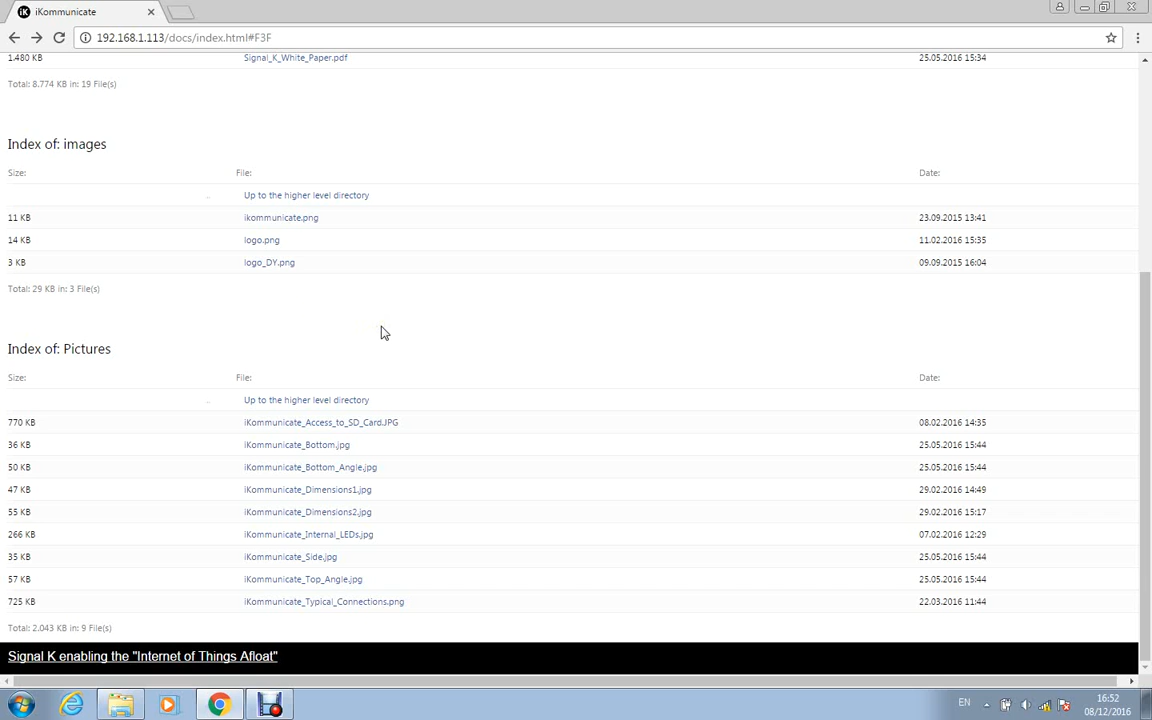 iKommunicate
192.168.1.113/docs/index.html#F3F
1.480 KB Signal_K_White_Paper.pdf 25.05.2016 15:34
Total: 8.774 KB in: 19 File(s)
Index of: images
Size: File: Date:
.. Up to the higher level directory
11 KB ikommunicate.png 23.09.2015 13:41
14 KB logo.png 11.02.2016 15:35
3 KB logo_DY.png 09.09.2015 16:04
Total: 29 KB in: 3 File(s)
Index of: Pictures
Size: File: Date:
.. Up to the higher level directory
770 KB iKommunicate_Access_to_SD_Card.JPG 08.02.2016 14:35
36 KB iKommunicate_Bottom.jpg 25.05.2016 15:44
50 KB iKommunicate_Bottom_Angle.jpg 25.05.2016 15:44
47 KB iKommunicate_Dimensions1.jpg 29.02.2016 14:49
55 KB iKommunicate_Dimensions2.jpg 29.02.2016 15:17
266 KB iKommunicate_Internal_LEDs.jpg 07.02.2016 12:29
35 KB iKommunicate_Side.jpg 25.05.2016 15:44
57 KB iKommunicate_Top_Angle.jpg 25.05.2016 15:44
725 KB iKommunicate_Typical_Connections.png 22.03.2016 11:44
Total: 2.043 KB in: 9 File(s)
Signal K enabling the "Internet of Things Afloat"
EN 16:52
08/12/2016